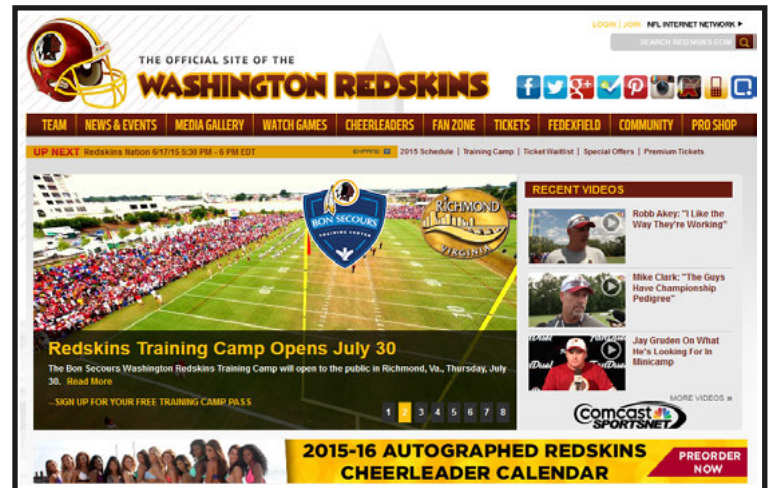 LOGIN | JOIN NFL INTERNET NETWORK
SEARCH REDSKINS.COM
THE OFFICIAL SITE OF THE
WASHINGTON REDSKINS
TEAM NEWS & EVENTS MEDIA GALLERY WATCH GAMES CHEERLEADERS FAN ZONE TICKETS FEDEXFIELD COMMUNITY PRO SHOP
UP NEXT Redskins Nation 6/17/15 5:30 PM - 6 PM EDT EXPAND 2015 Schedule | Training Camp | Ticket Waitlist | Special Offers | Premium Tickets
BON SECOURS
TRAINING CENTER
RICHMOND
VIRGINIA
Redskins Training Camp Opens July 30
The Bon Secours Washington Redskins Training Camp will open to the public in Richmond, Va., Thursday, July
30. Read More
...SIGN UP FOR YOUR FREE TRAINING CAMP PASS
1 2 3 4 5 6 7 8
RECENT VIDEOS
Robb Akey: "I Like the
Way They're Working"
Mike Clark: "The Guys
Have Championship
Pedigree"
Jay Gruden On What
He's Looking For In
Minicamp
MORE VIDEOS »
Comcast
SPORTSNET
2015-16 AUTOGRAPHED REDSKINS
CHEERLEADER CALENDAR
PREORDER
NOW